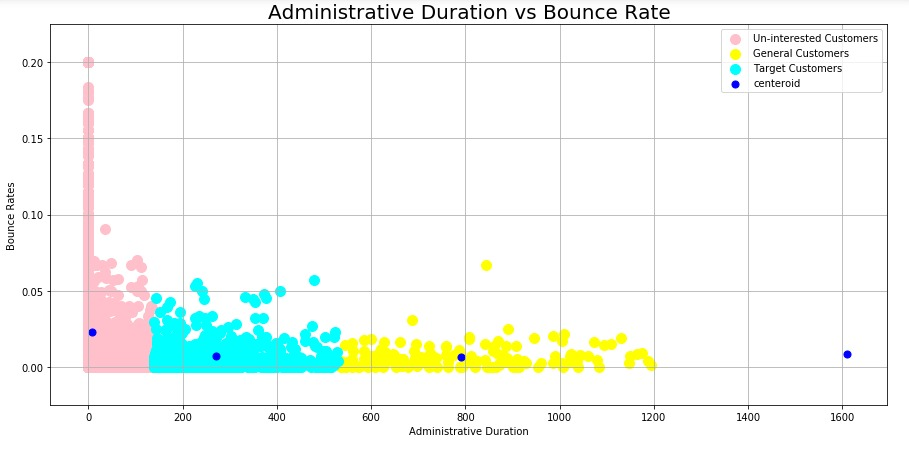 Administrative Duration vs Bounce Rate
Un-interested Customers
General Customers
Target Customers
centeroid
0.20
0.15
0.10
0.05
0.00
Bounce Rates
0 200 400 600 800 1000 1200 1400 1600
Administrative Duration